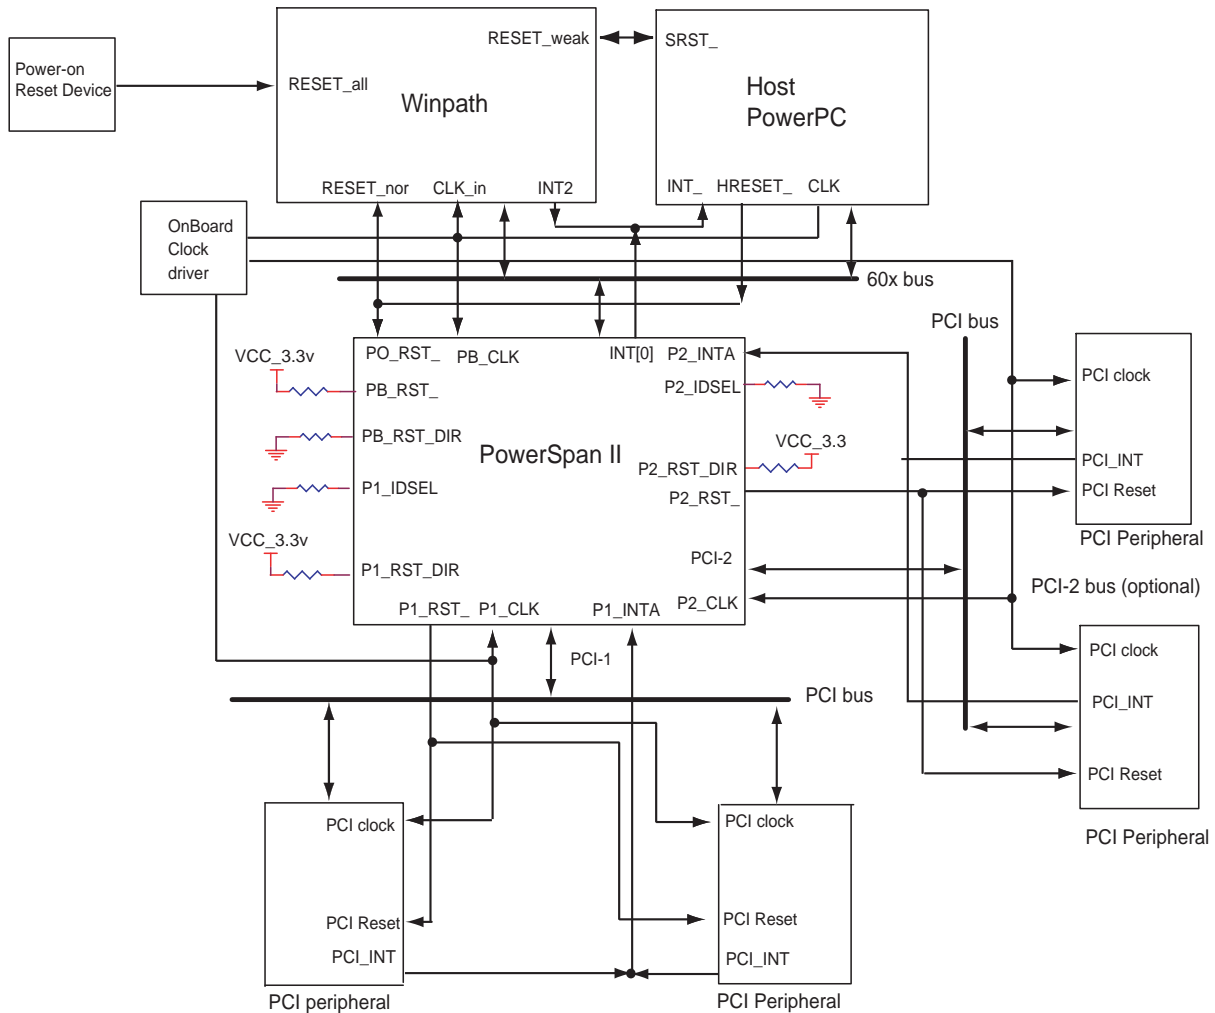 RESET_weak
SRST_
Power-on
Reset Device
RESET_all
Winpath
Host
PowerPC
RESET_nor
CLK_in
INT2
INT_
HRESET_
CLK
OnBoard
Clock
driver
60x bus
PCI bus
VCC_3.3v
PO_RST_
PB_CLK
INT[0]
P2_INTA
PB_RST_
P2_IDSEL
PCI clock
PB_RST_DIR
PowerSpan II
VCC_3.3
P2_RST_DIR
PCI_INT
P1_IDSEL
P2_RST_
PCI Reset
PCI Peripheral
VCC_3.3v
P1_RST_DIR
PCI-2
PCI-2 bus (optional)
P1_RST_
P1_CLK
P1_INTA
P2_CLK
PCI-1
PCI clock
PCI bus
PCI_INT
PCI Reset
PCI Peripheral
PCI clock
PCI clock
PCI Reset
PCI Reset
PCI_INT
PCI_INT
PCI peripheral
PCI Peripheral